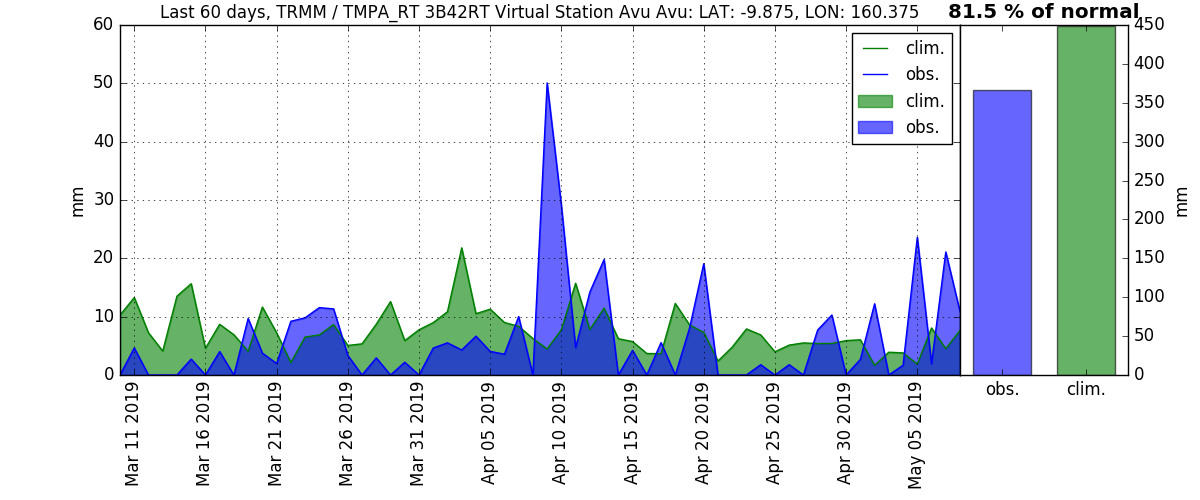 Last 60 days, TRMM / TMPA_RT 3B42RT Virtual Station Avu Avu: LAT: -9.875, LON: 160.375
81.5 % of normal
60
50
40
30
20
10
0
mm
clim.
obs.
clim.
obs.
450
400
350
300
250
200
150
100
50
0
mm
Mar 11 2019
Mar 16 2019
Mar 21 2019
Mar 26 2019
Mar 31 2019
Apr 05 2019
Apr 10 2019
Apr 15 2019
Apr 20 2019
Apr 25 2019
Apr 30 2019
May 05 2019
obs.
clim.